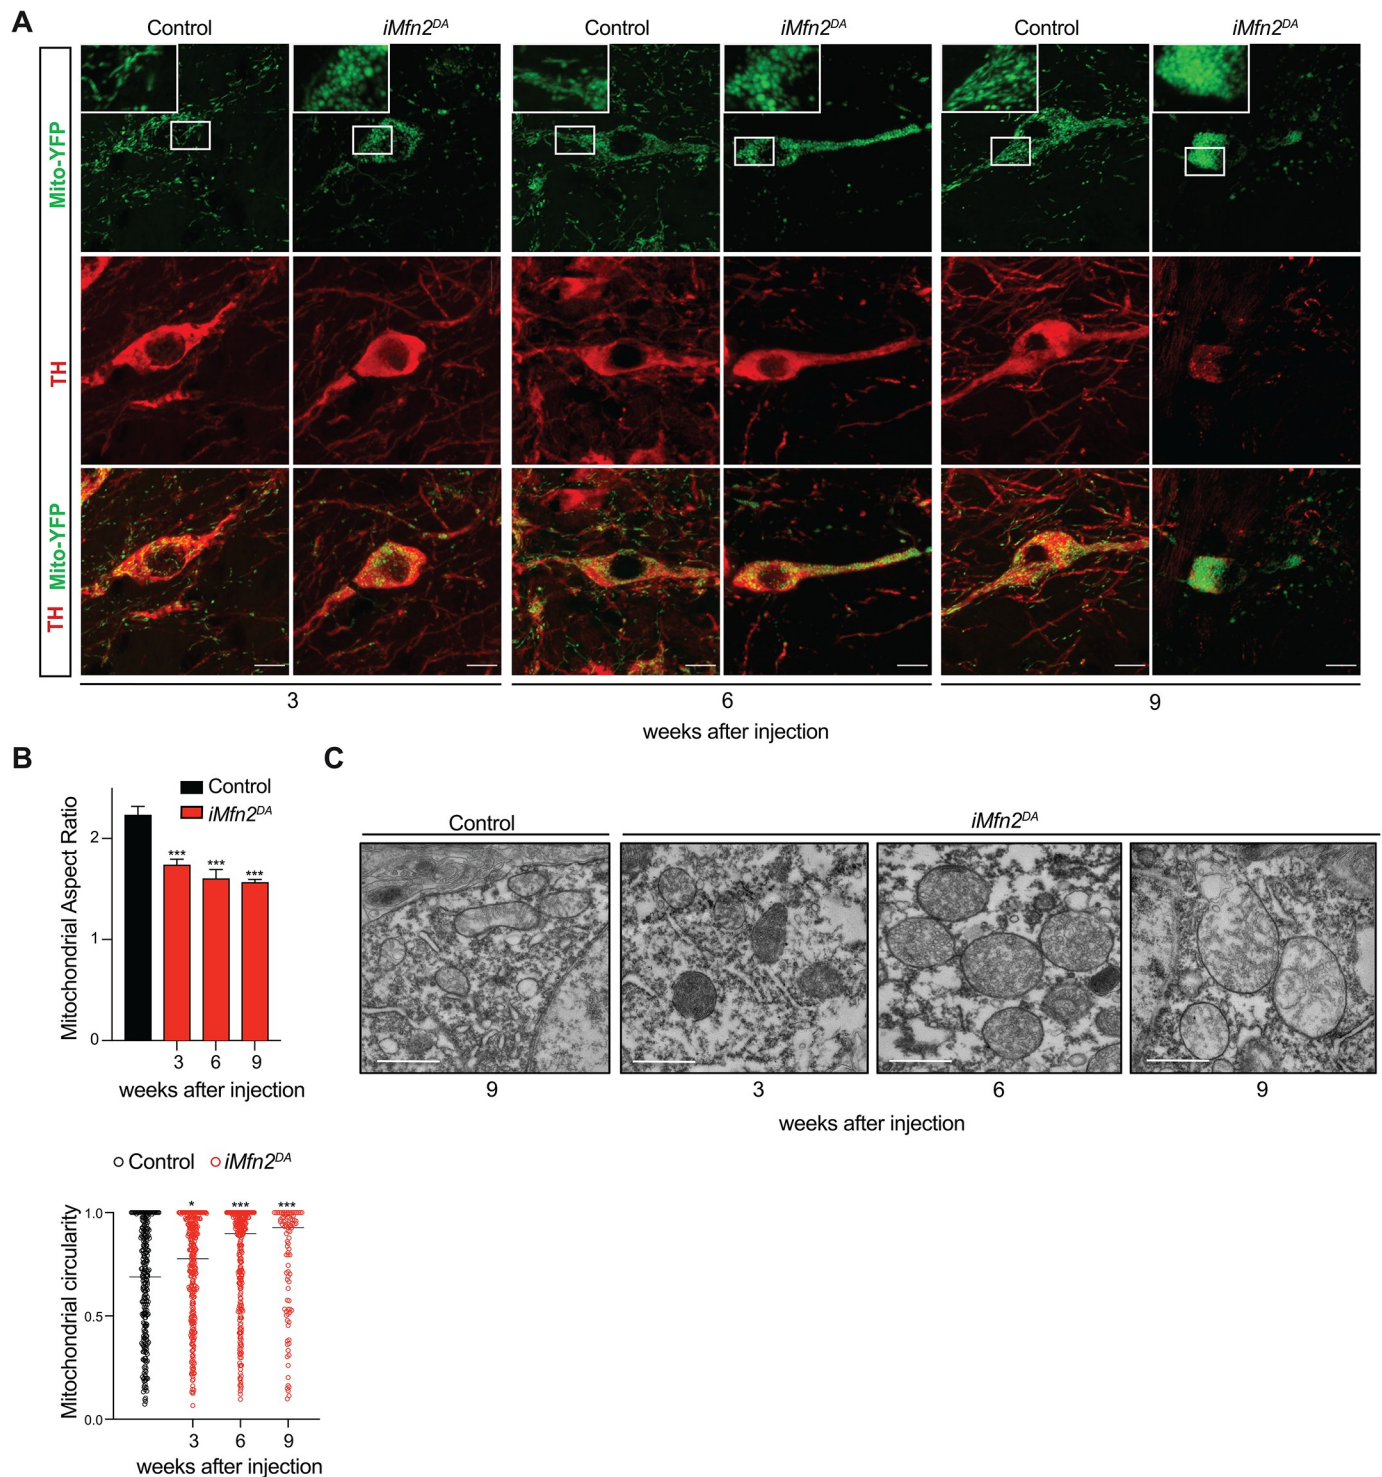 A
Control
iMfn2DA
Control
iMfn2DA
Control
iMfn2DA
Mito-YFP
TH
TH Mito-YFP
3
6
9
weeks after injection
B
Control
iMfn2DA
Mitochondrial Aspect Ratio
2
1
0
***
***
***
3
6
9
weeks after injection
Control
iMfn2DA
Mitochondrial circularity
1.0
0.5
0.0
*
***
***
3
6
9
weeks after injection
C
Control
iMfn2DA
9
3
6
9
weeks after injection